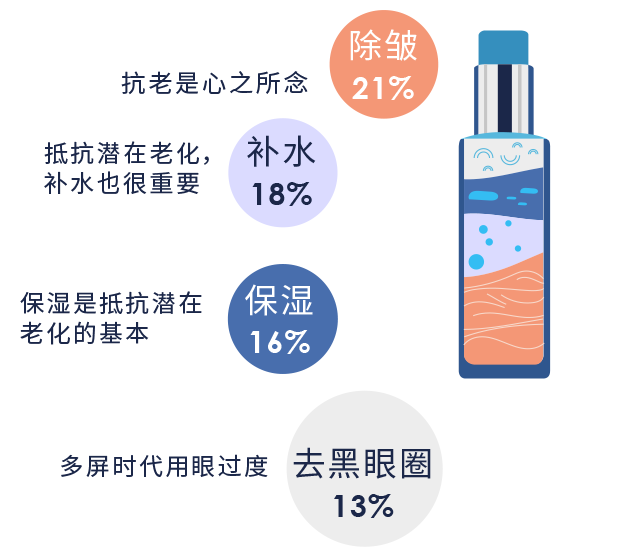 除皱
21%
抗老是心之所念
补水
18%
抵抗潜在老化，
补水也很重要
保湿
16%
保湿是抵抗潜在
老化的基本
去黑眼圈
13%
多屏时代用眼过度